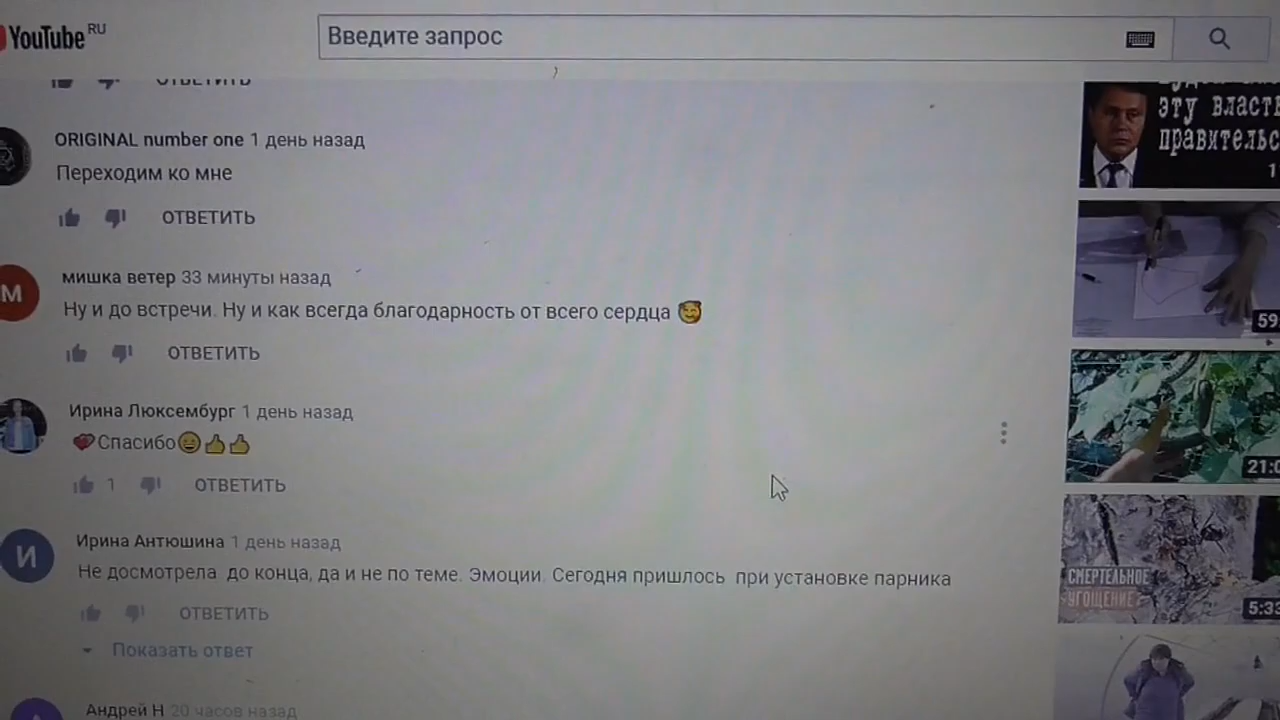 YouTube RU
Введите запрос
ОТВЕТИТЬ
ORIGINAL number one 1 день назад
Переходим ко мне
ОТВЕТИТЬ
М
мишка ветер 33 минуты назад
Ну и до встречи. Ну и как всегда благодарность от всего сердца 🥰
ОТВЕТИТЬ
Ирина Люксембург 1 день назад
💞Спасибо😄👍👍
1
ОТВЕТИТЬ
И
Ирина Антюшина 1 день назад
Не досмотрела до конца, да и не по теме. Эмоции. Сегодня пришлось при установке парника
ОТВЕТИТЬ
Показать ответ
Андрей Н 20 часов назад
эту власть
правительс
1
59
21:0
СМЕРТЕЛЬНОЕ
УГОЩЕНИЕ?
5:33